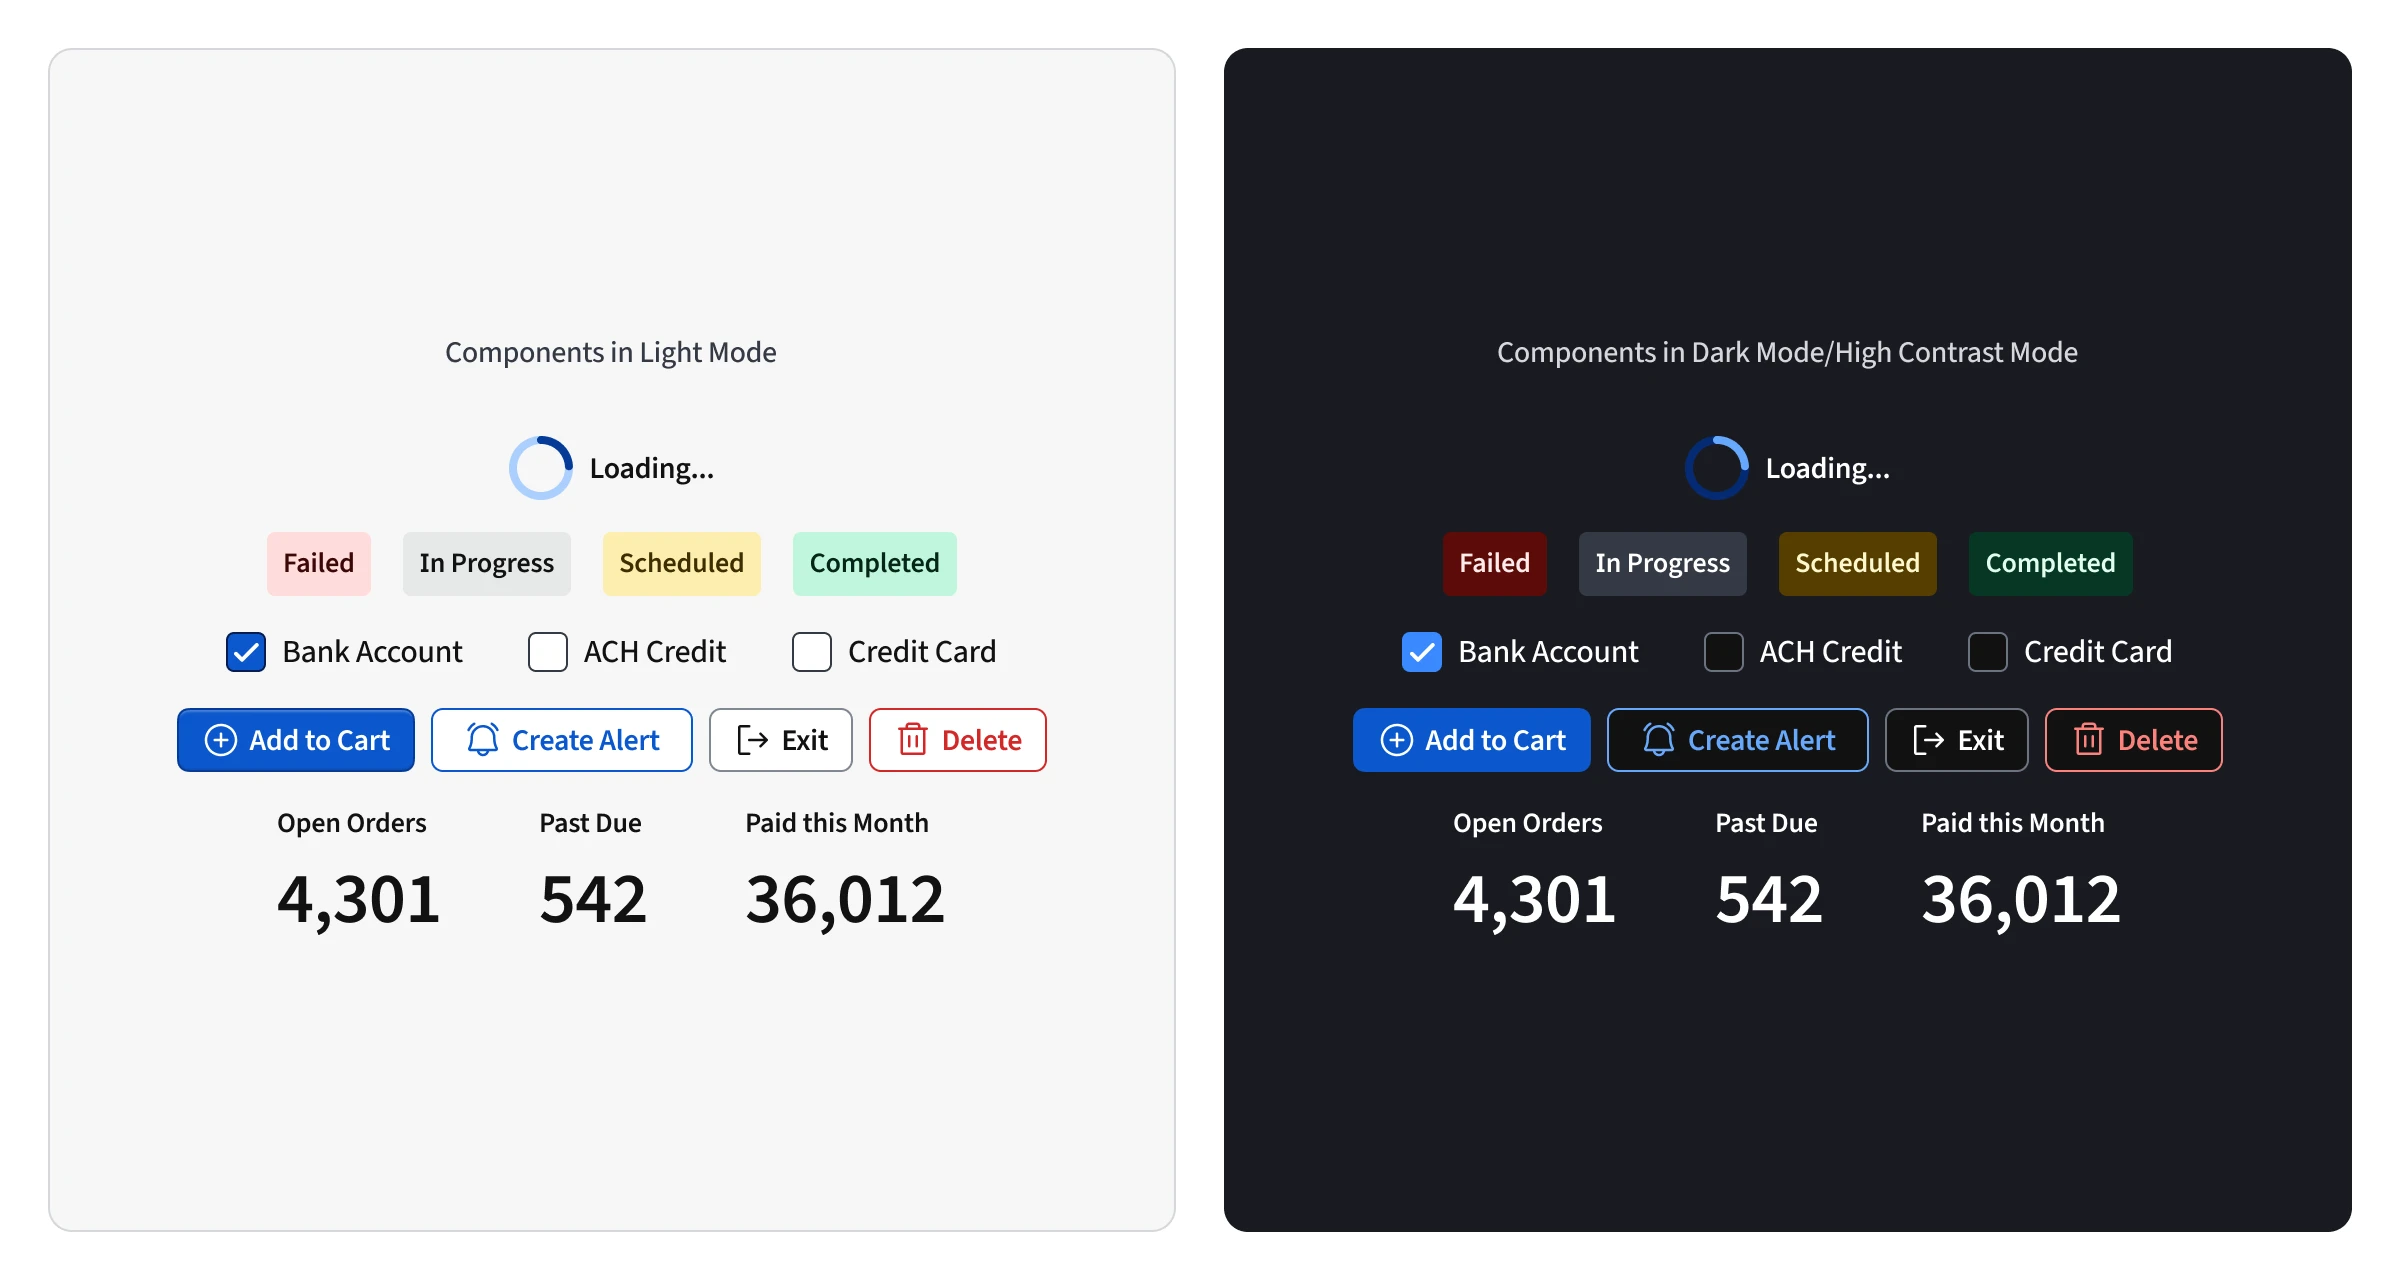 Components in Light Mode
Loading...
Failed In Progress Scheduled Completed
Bank Account ACH Credit Credit Card
Add to Cart Create Alert Exit Delete
Open Orders Past Due Paid this Month
4,301 542 36,012
Components in Dark Mode/High Contrast Mode
Loading...
Failed In Progress Scheduled Completed
Bank Account ACH Credit Credit Card
Add to Cart Create Alert Exit Delete
Open Orders Past Due Paid this Month
4,301 542 36,012